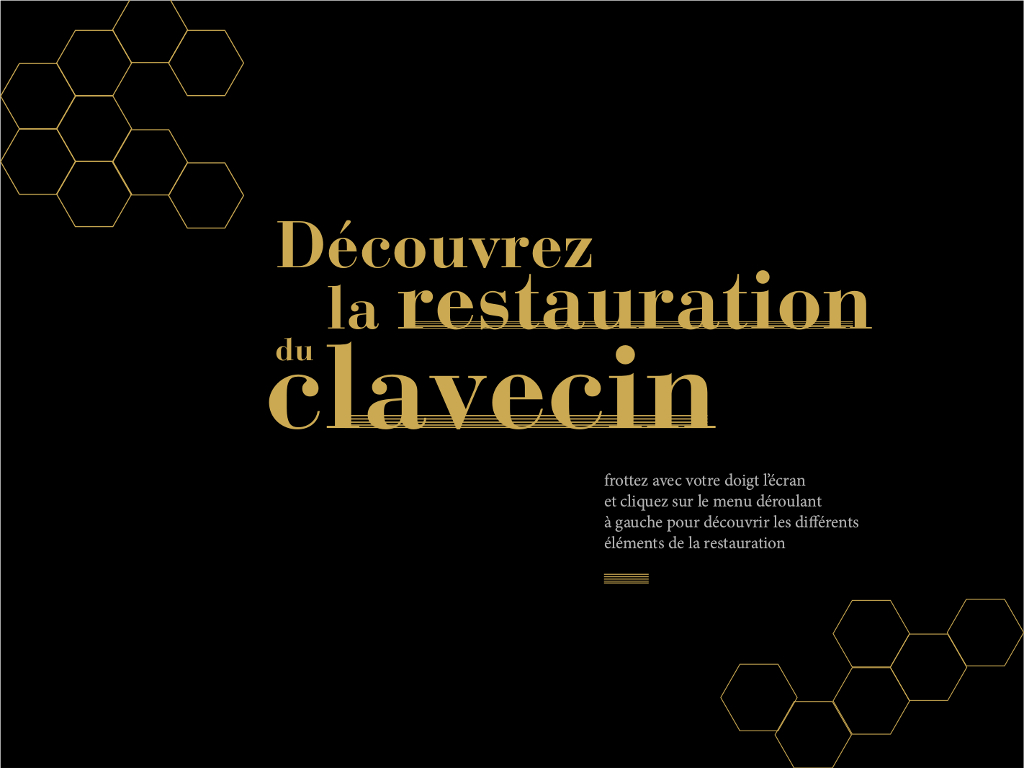 Découvrez
la restauration
du
clavecin
frottez avec votre doigt l'écran
et cliquez sur le menu déroulant
à gauche pour découvrir les différents
éléments de la restauration